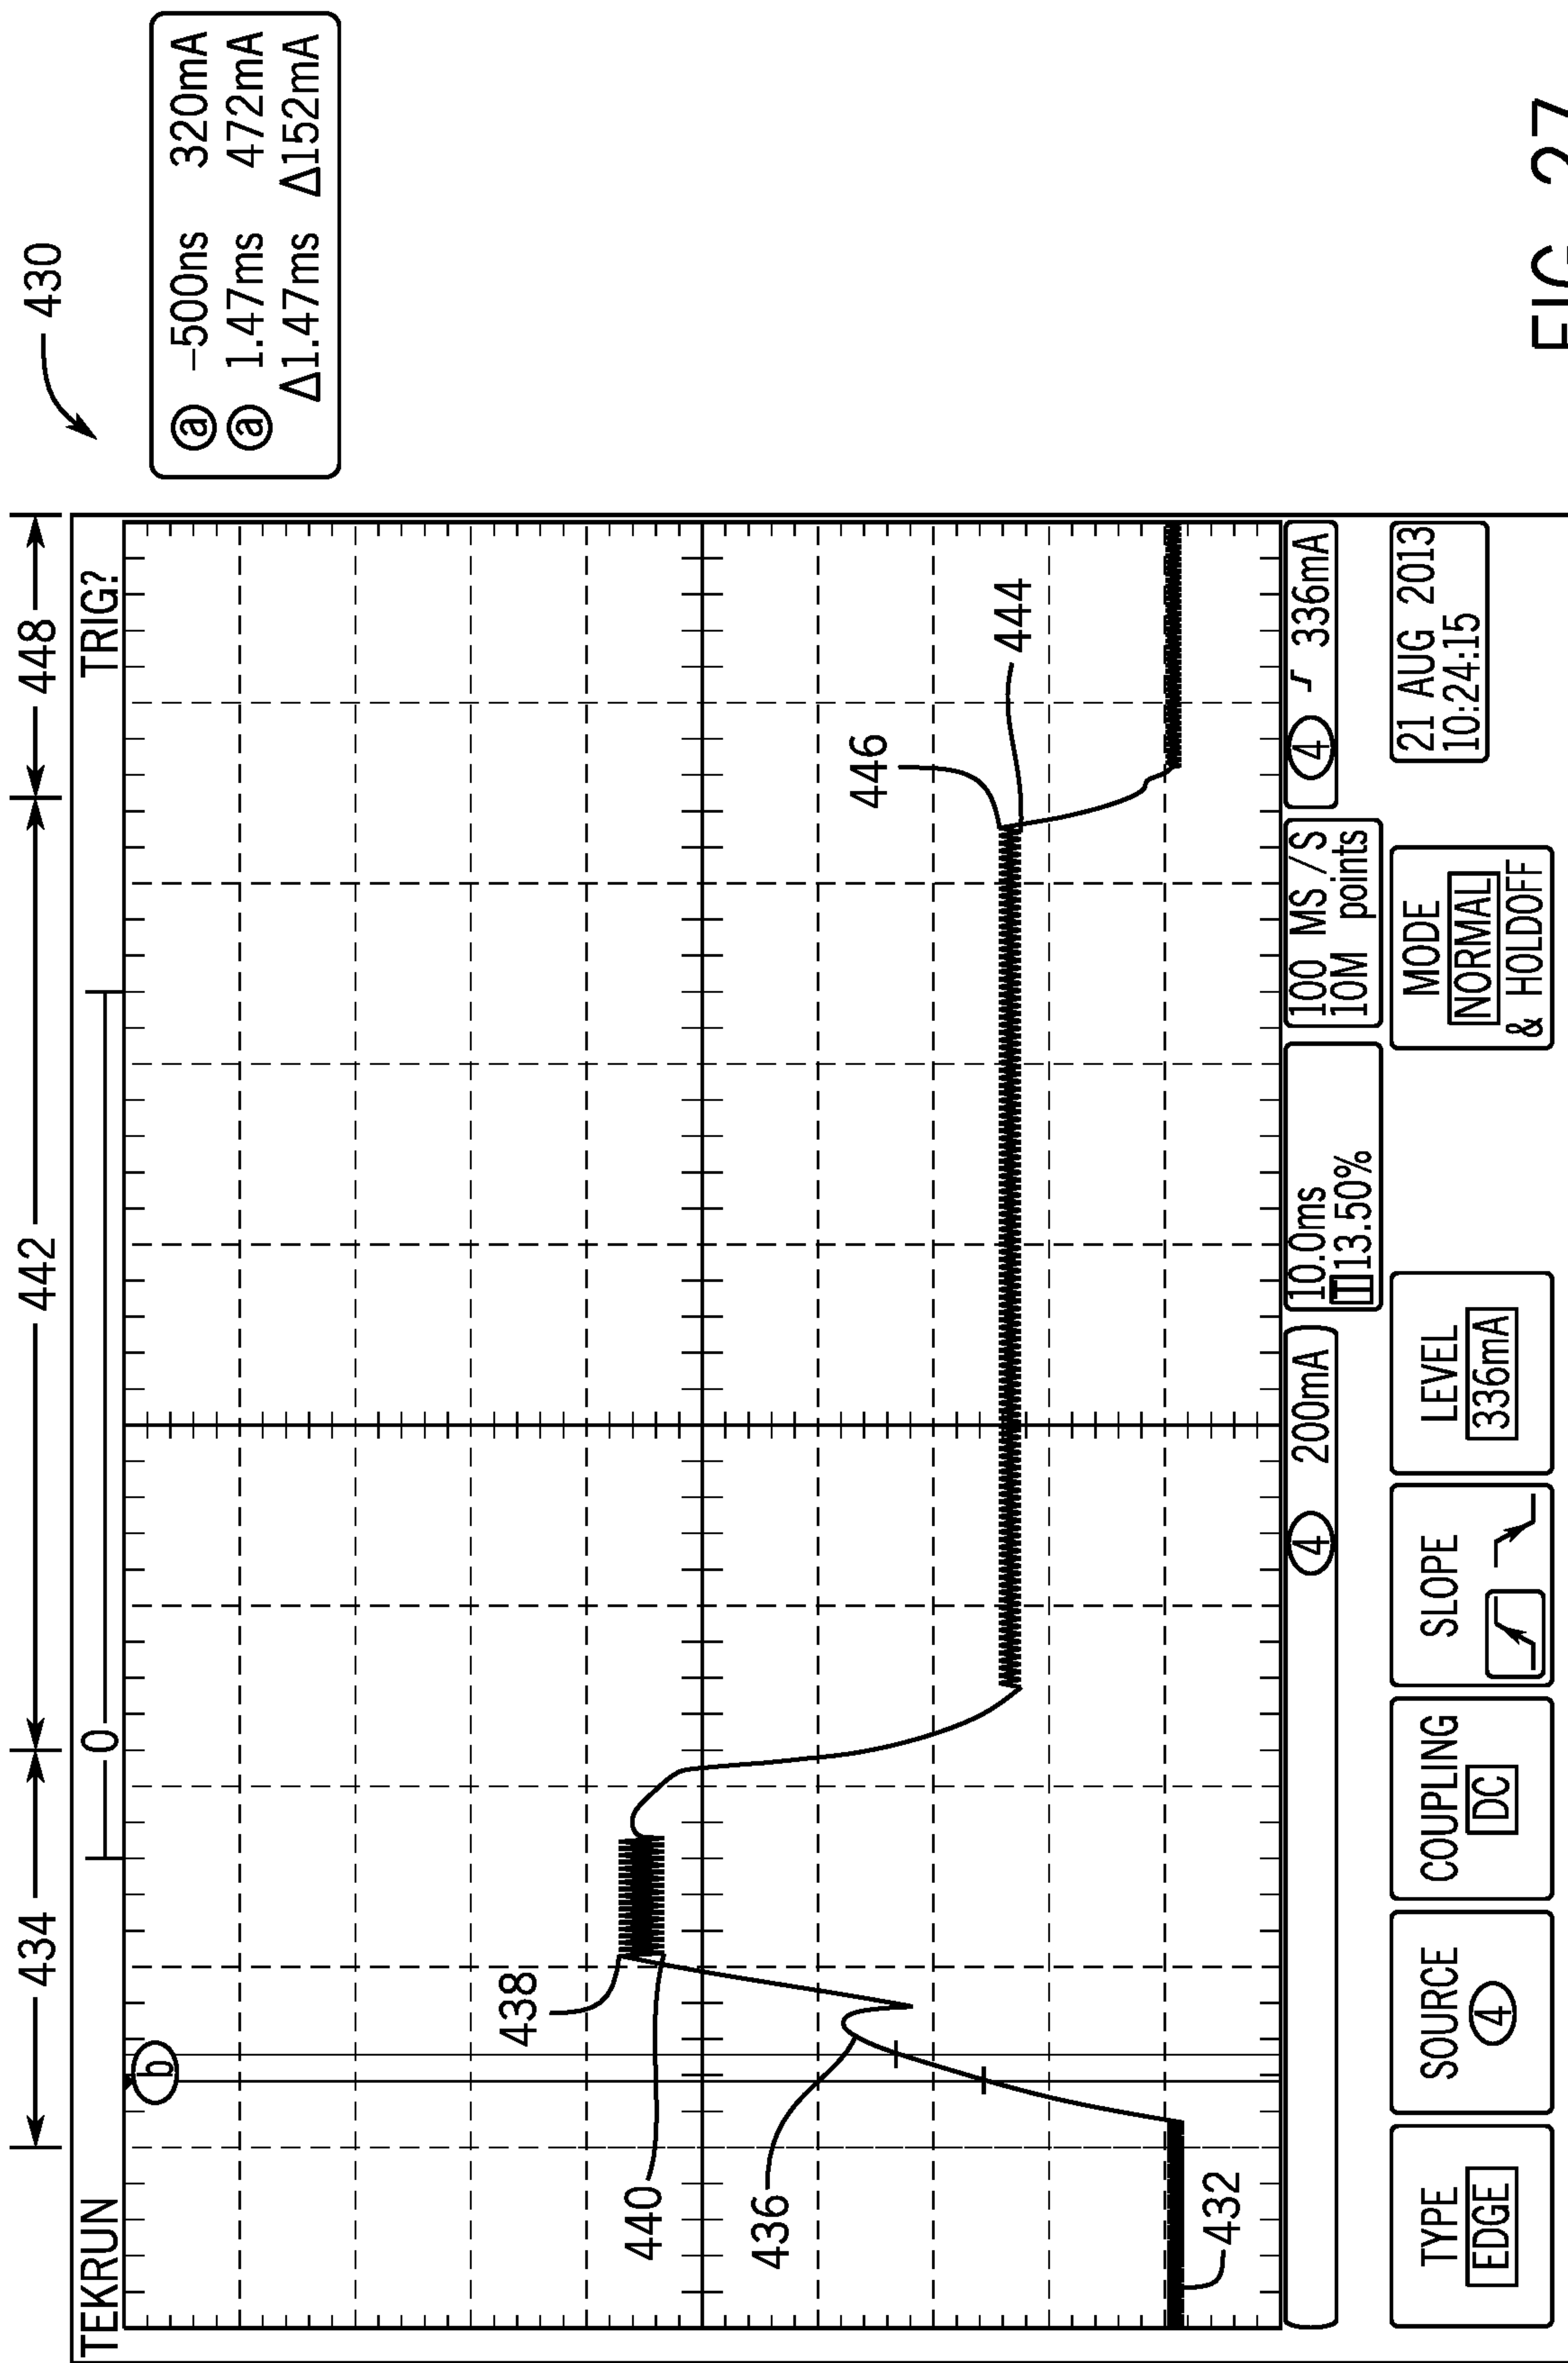 434
442
448
430
TEKRUN
0
TRIG?
b
ⓐ -500ns 320mA
ⓐ 1.47ms 472mA
Δ1.47ms Δ152mA
438
440
436
432
446
444
④ 200mA
10.0ms
T 13.50%
100 MS/S
10M points
④ 336mA
TYPE
EDGE
SOURCE
④
COUPLING
DC
SLOPE
LEVEL
336mA
MODE
NORMAL
& HOLDOFF
21 AUG 2013
10:24:15
FIG. 27